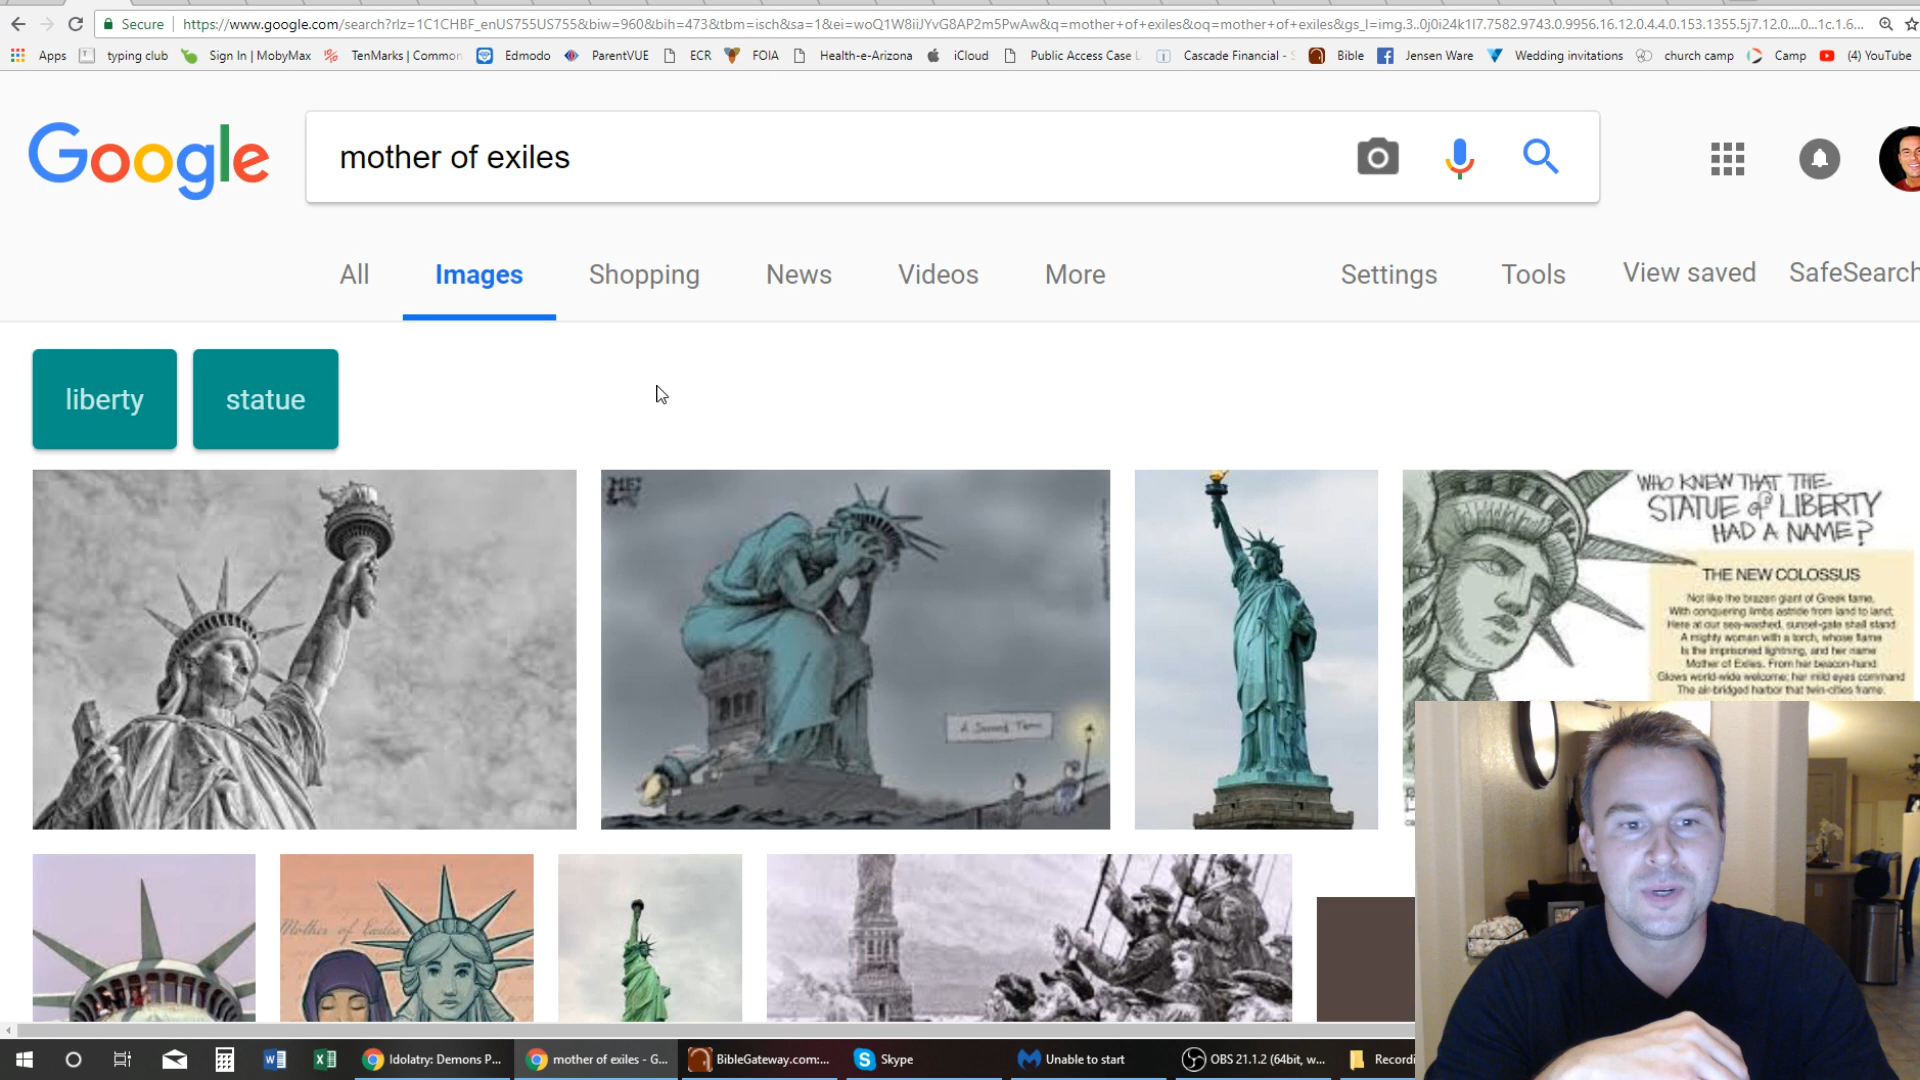 Secure https://www.google.com/search?rlz=1C1CHBF_enUS755US755&biw=960&bih=473&tbm=isch&sa=1&ei=woQ1W8iiJYvG8AP2m5PwAw&q=mother+of+exiles&oq=mother+of+exiles&gs_l=img.3..0j0i24k1l7.7582.9743.0.9956.16.12.0.4.4.0.153.1355.5j7.12.0....0...1c.1.6...
Apps typing club Sign In | MobyMax TenMarks | Common Edmodo ParentVUE ECR FOIA Health-e-Arizona iCloud Public Access Case Cascade Financial - Bible Jensen Ware Wedding invitations church camp Camp (4) YouTube
Google mother of exiles
All Images Shopping News Videos More Settings Tools View saved SafeSearch
liberty statue
WHO KNEW THAT THE
STATUE of LIBERTY
HAD A NAME?
THE NEW COLOSSUS
Not like the brazen giant of Greek fame,
With conquering limbs astride from land to land;
Here at our sea-washed, sunset-gate shall stand
A mighty woman with a torch, whose flame
Is the imprisoned lightning, and her name
Mother of Exiles. From her beacon-hand
Glows world-wide welcome; her mild eyes command
The air-bridged harbor that twin-cities frame.
Mother of Exiles
Idolatry: Demons P... mother of exiles - G... BibleGateway.com:... Skype Unable to start OBS 21.1.2 (64bit, w... Recordi